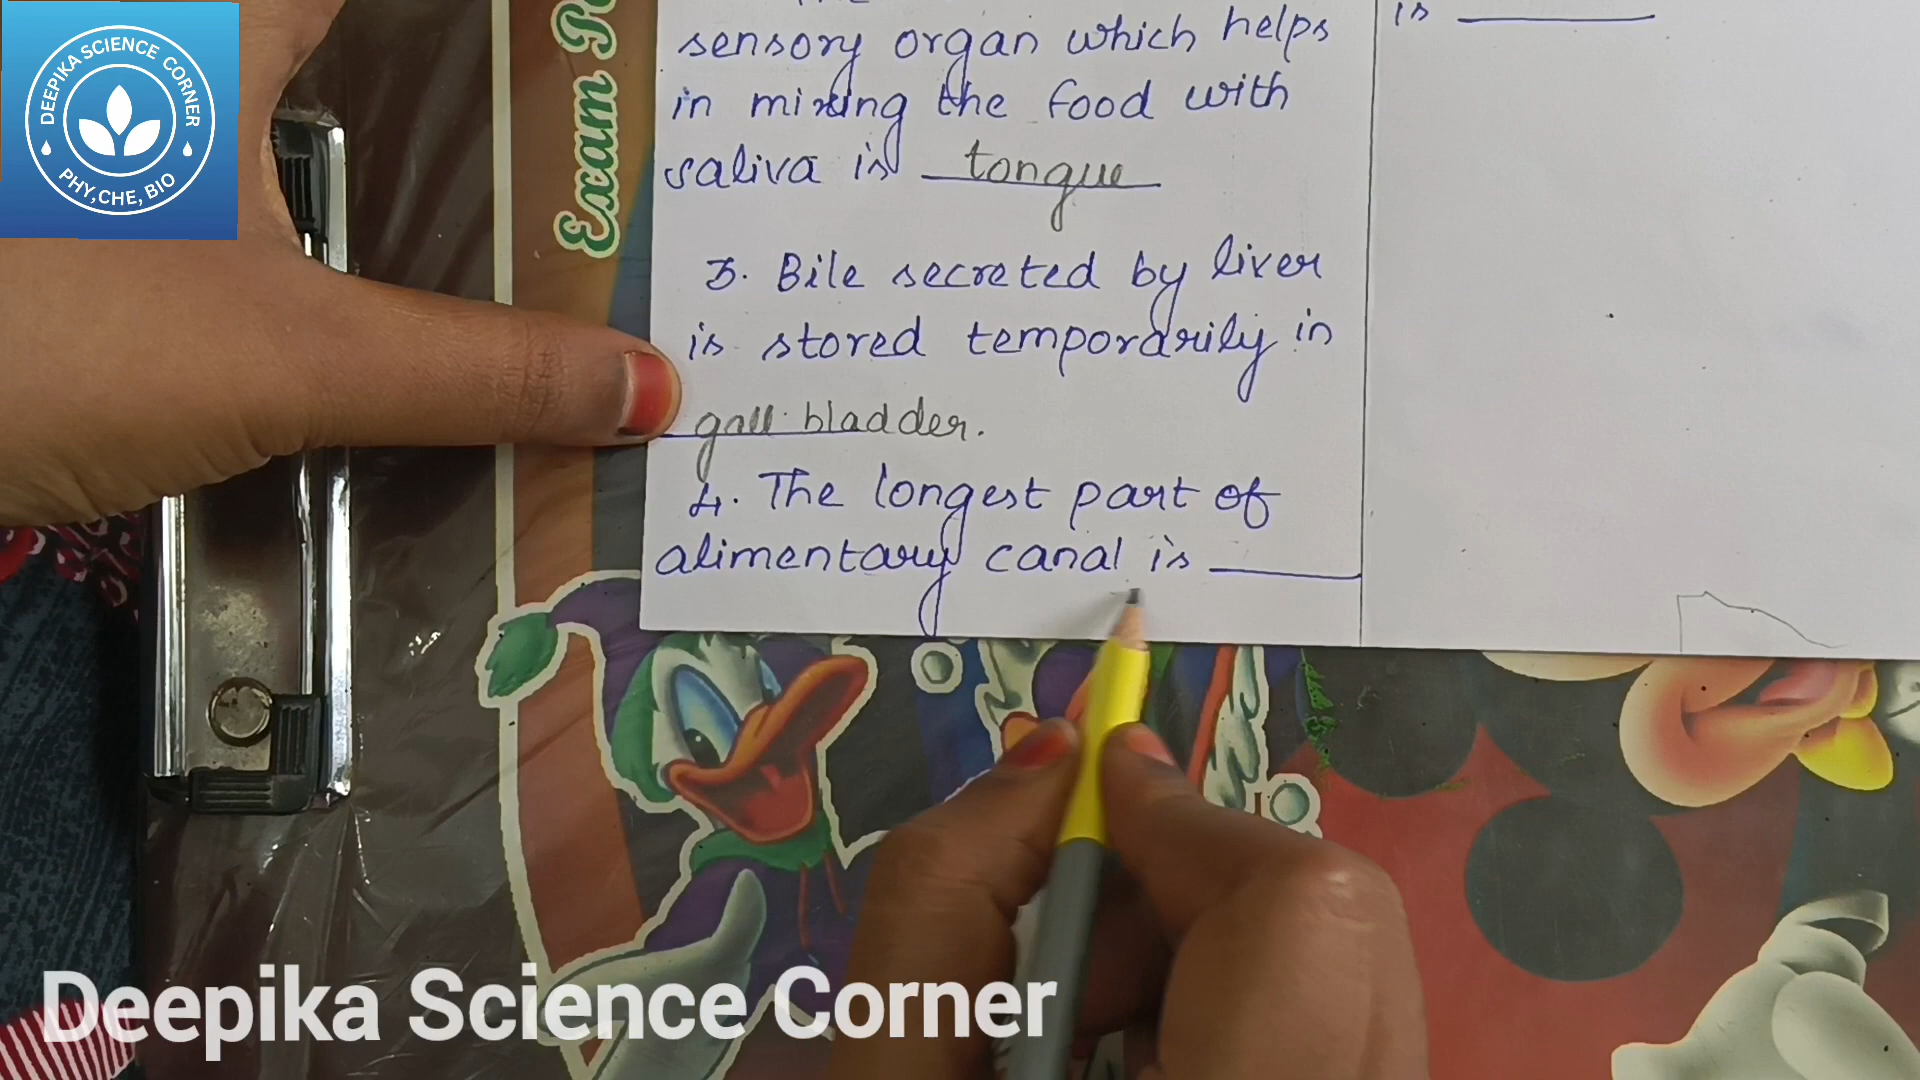 DEEPIKA SCIENCE CORNER
PHY,CHE, BIO
Exam
sensory organ which helps
in mixing the food with
saliva is tongue
3. Bile secreted by liver
is stored temporarily in
gall bladder.
4. The longest part of
alimentary canal is
is
Deepika Science Corner